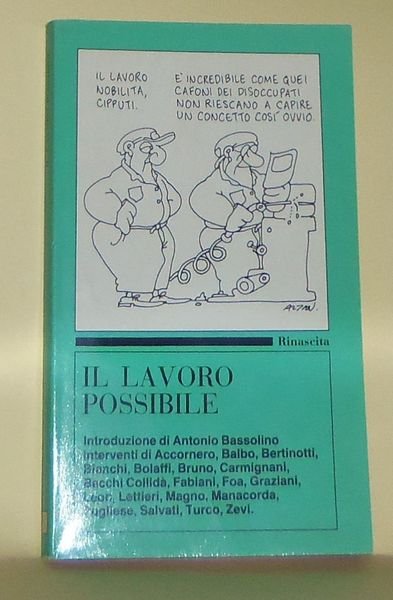 IL LAVORO
NOBILITA,
CIPPUTI.
E' INCREDIBILE COME QUEI
CAFONI DEI DISOCCUPATI
NON RIESCANO A CAPIRE
UN CONCETTO COSÍ OVVIO.
ALTAN.
Rinascita
IL LAVORO
POSSIBILE
Introduzione di Antonio Bassolino
Interventi di Accornero, Balbo, Bertinotti,
Bianchi, Bolaffi, Bruno, Carmignani,
Bacchi Collidà, Fabiani, Foa, Graziani,
Leon, Lettieri, Magno, Manacorda,
Pugliese, Salvati, Turco, Zevi.